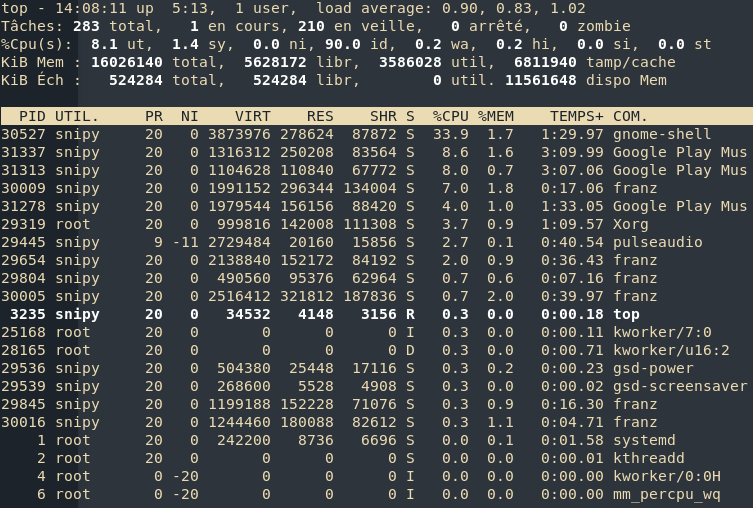 top - 14:08:11 up  5:13,  1 user,  load average: 0.90, 0.83, 1.02
Tâches: 283 total,   1 en cours, 210 en veille,   0 arrêté,   0 zombie
%Cpu(s):  8.1 ut,  1.4 sy,  0.0 ni, 90.0 id,  0.2 wa,  0.2 hi,  0.0 si,  0.0 st
KiB Mem : 16026140 total,  5628172 libr,  3586028 util,  6811940 tamp/cache
KiB Éch :   524284 total,   524284 libr,        0 util. 11561648 dispo Mem
PID UTIL.     PR  NI    VIRT    RES    SHR S  %CPU %MEM    TEMPS+ COM.
30527 snipy     20   0 3873976 278624  87872 S  33.9  1.7   1:29.97 gnome-shell
31337 snipy     20   0 1316312 250208  83564 S   8.6  1.6   3:09.99 Google Play Mus
31313 snipy     20   0 1104628 110840  67772 S   8.0  0.7   3:07.06 Google Play Mus
30009 snipy     20   0 1991152 296344 134004 S   7.0  1.8   0:17.06 franz
31278 snipy     20   0 1979544 156156  88420 S   4.0  1.0   1:33.05 Google Play Mus
29319 root      20   0  999816 142008 111308 S   3.7  0.9   1:09.57 Xorg
29445 snipy      9 -11 2729484  20160  15856 S   2.7  0.1   0:40.54 pulseaudio
29654 snipy     20   0 2138840 152172  84192 S   2.0  0.9   0:36.43 franz
29804 snipy     20   0  490560  95376  62964 S   0.7  0.6   0:07.16 franz
30005 snipy     20   0 2516412 321812 187836 S   0.7  2.0   0:39.97 franz
3235 snipy     20   0   34532   4148   3156 R   0.3  0.0   0:00.18 top
25168 root      20   0       0      0      0 I   0.3  0.0   0:00.11 kworker/7:0
28165 root      20   0       0      0      0 D   0.3  0.0   0:00.71 kworker/u16:2
29536 snipy     20   0  504380  25448  17116 S   0.3  0.2   0:00.23 gsd-power
29539 snipy     20   0  268600   5528   4908 S   0.3  0.0   0:00.02 gsd-screensaver
29845 snipy     20   0 1199188 152228  71076 S   0.3  0.9   0:16.30 franz
30016 snipy     20   0 1244460 180088  82612 S   0.3  1.1   0:04.71 franz
1 root      20   0  242200   8736   6696 S   0.0  0.1   0:01.58 systemd
2 root      20   0       0      0      0 S   0.0  0.0   0:00.01 kthreadd
4 root       0 -20       0      0      0 I   0.0  0.0   0:00.00 kworker/0:0H
6 root       0 -20       0      0      0 I   0.0  0.0   0:00.00 mm_percpu_wq